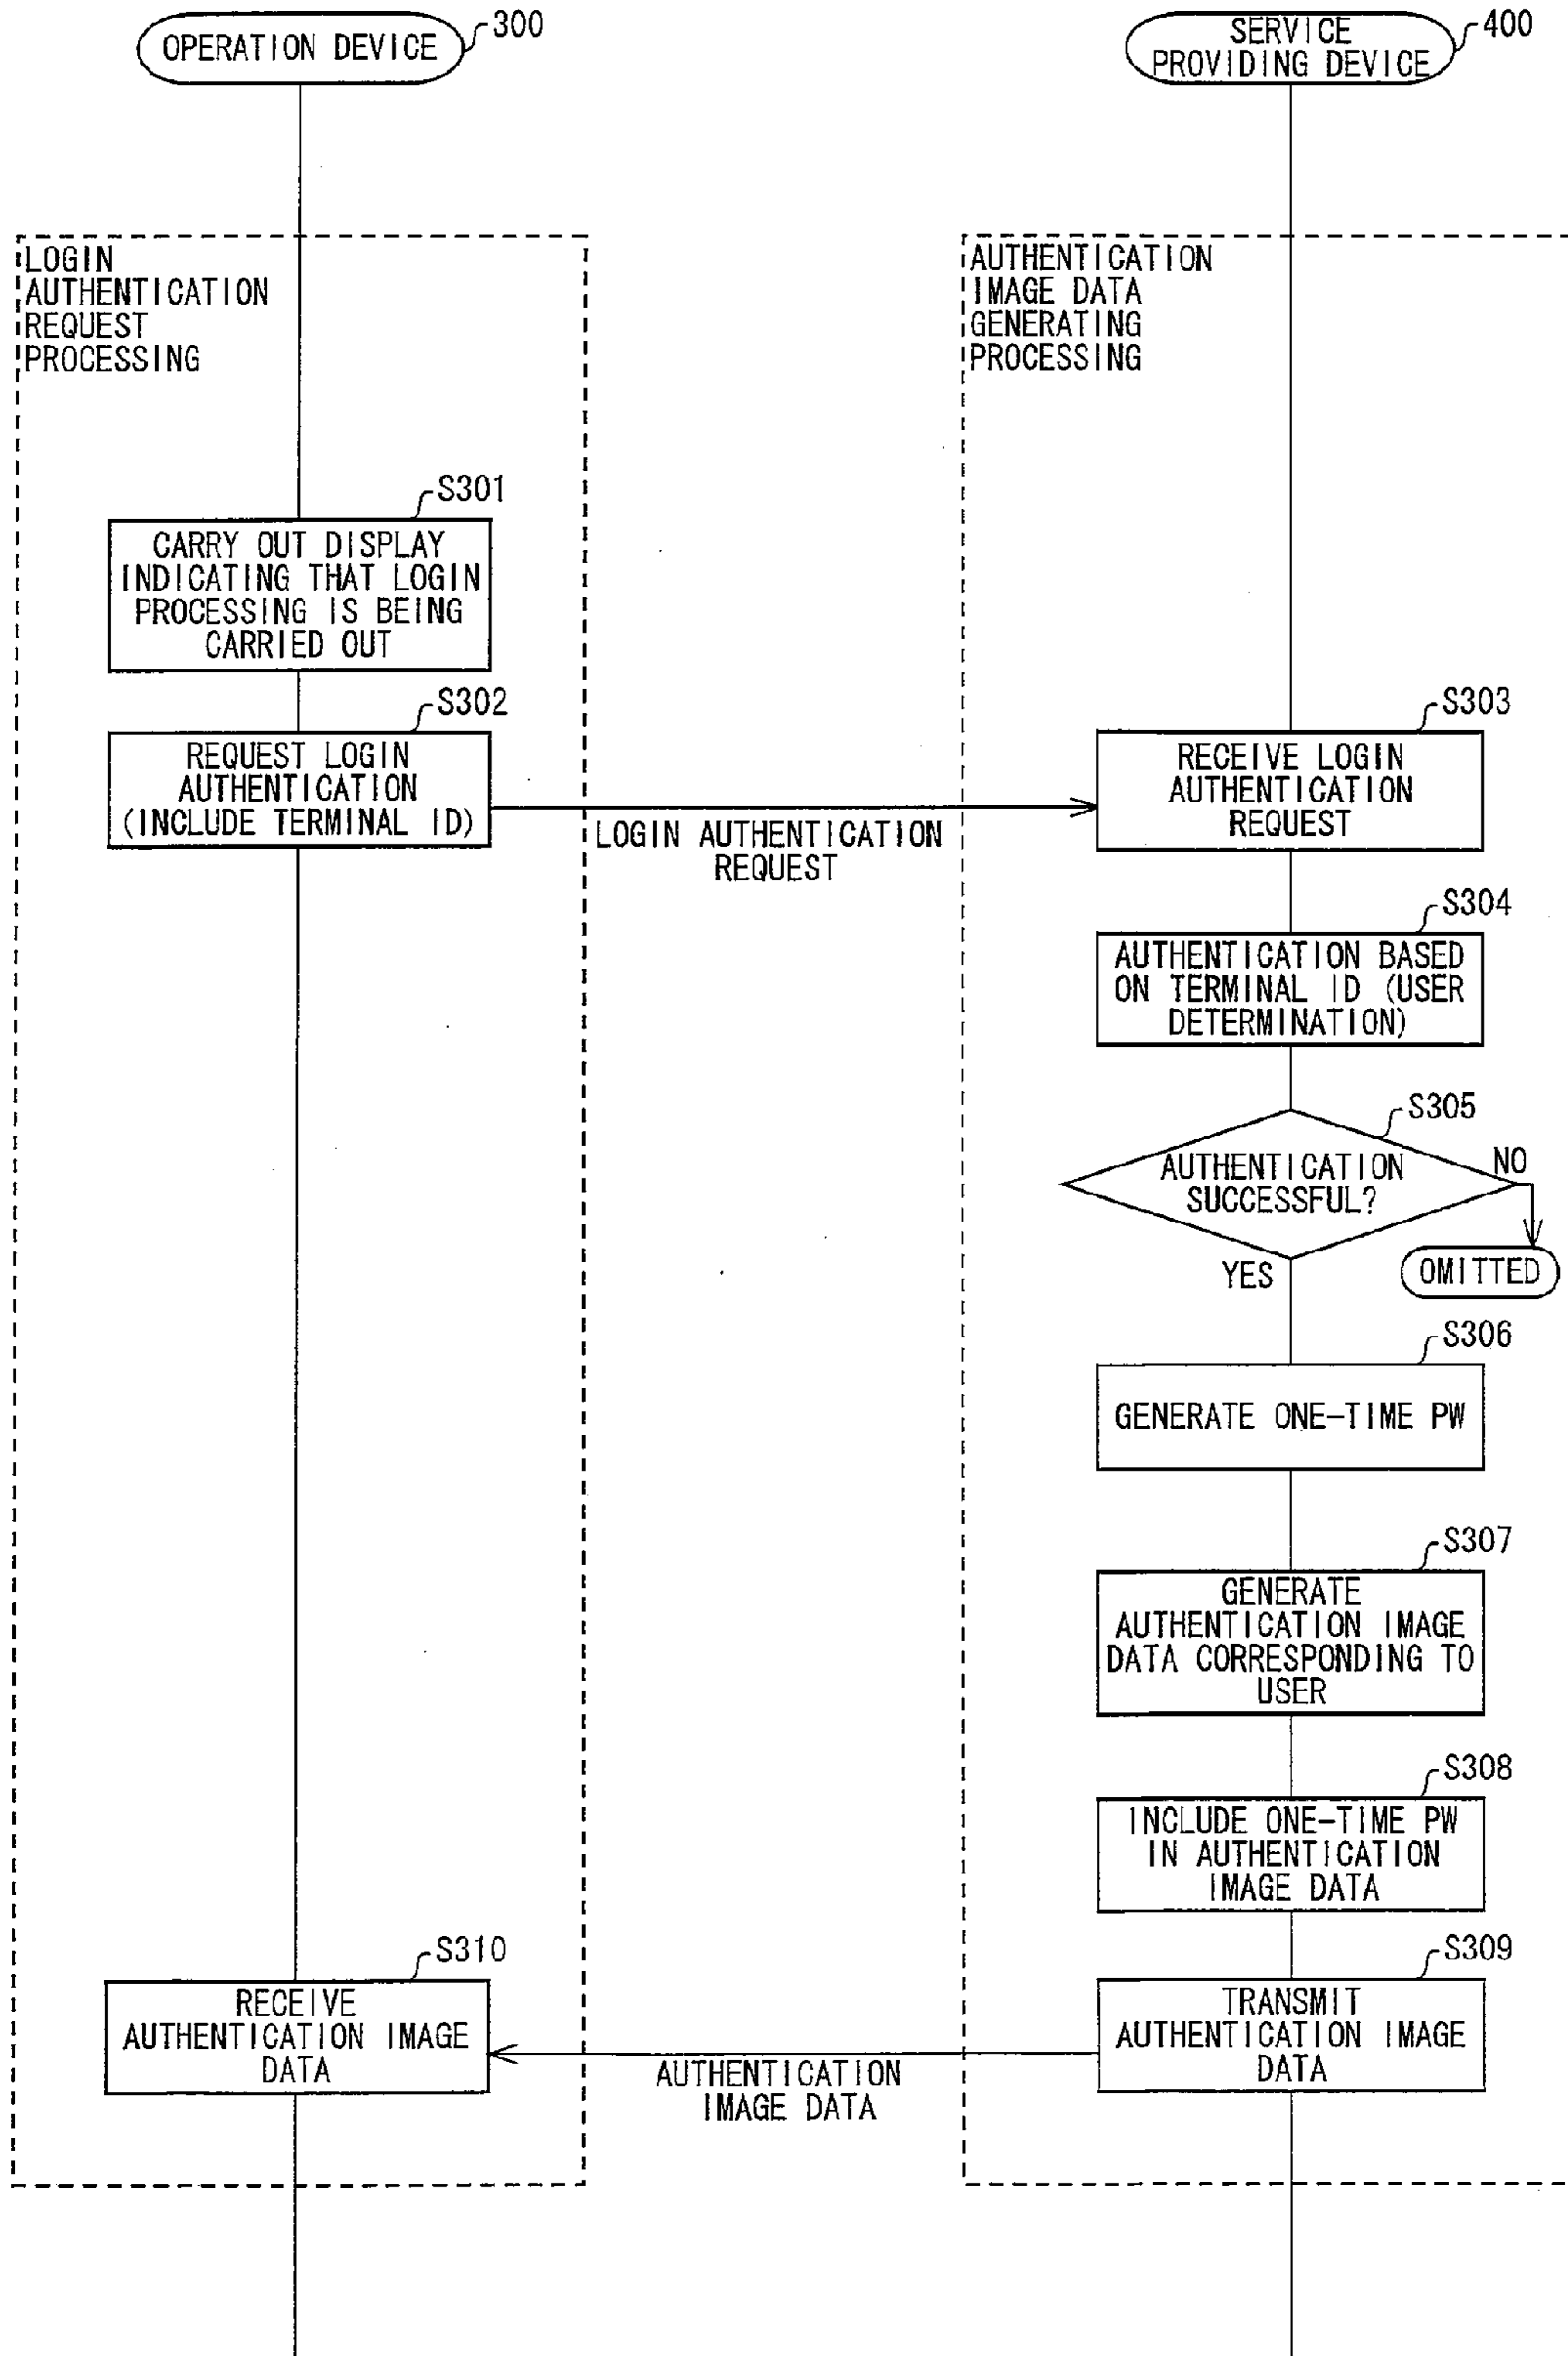 OPERATION DEVICE
300
SERVICE
PROVIDING DEVICE
400
LOGIN
AUTHENTICATION
REQUEST
PROCESSING
AUTHENTICATION
IMAGE DATA
GENERATING
PROCESSING
S301
CARRY OUT DISPLAY
INDICATING THAT LOGIN
PROCESSING IS BEING
CARRIED OUT
S302
REQUEST LOGIN
AUTHENTICATION
(INCLUDE TERMINAL ID)
LOGIN AUTHENTICATION
REQUEST
S303
RECEIVE LOGIN
AUTHENTICATION
REQUEST
S304
AUTHENTICATION BASED
ON TERMINAL ID (USER
DETERMINATION)
S305
AUTHENTICATION
SUCCESSFUL?
NO
OMITTED
YES
S306
GENERATE ONE-TIME PW
S307
GENERATE
AUTHENTICATION IMAGE
DATA CORRESPONDING TO
USER
S308
INCLUDE ONE-TIME PW
IN AUTHENTICATION
IMAGE DATA
S309
TRANSMIT
AUTHENTICATION IMAGE
DATA
AUTHENTICATION
IMAGE DATA
S310
RECEIVE
AUTHENTICATION IMAGE
DATA